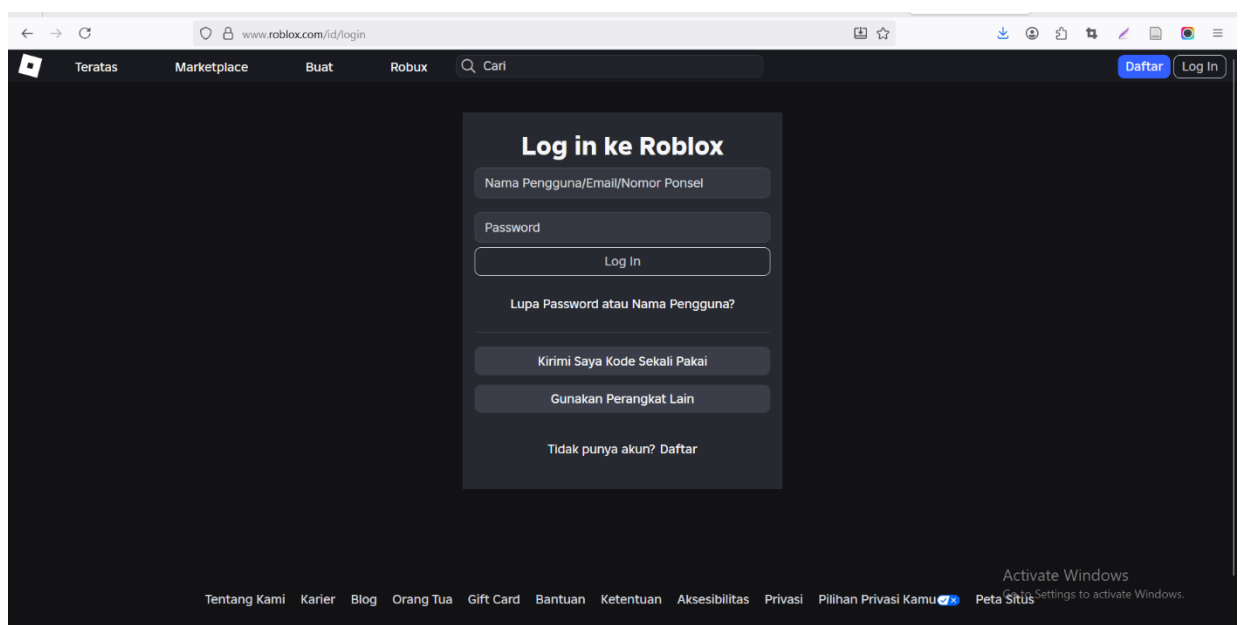 www.roblox.com/id/login
Teratas Marketplace Buat Robux Cari Daftar Log In
Log in ke Roblox
Nama Pengguna/Email/Nomor Ponsel
Password
Log In
Lupa Password atau Nama Pengguna?
Kirimi Saya Kode Sekali Pakai
Gunakan Perangkat Lain
Tidak punya akun? Daftar
Activate Windows
Go to Settings to activate Windows.
Tentang Kami Karier Blog Orang Tua Gift Card Bantuan Ketentuan Aksesibilitas Privasi Pilihan Privasi Kamu Peta Situs